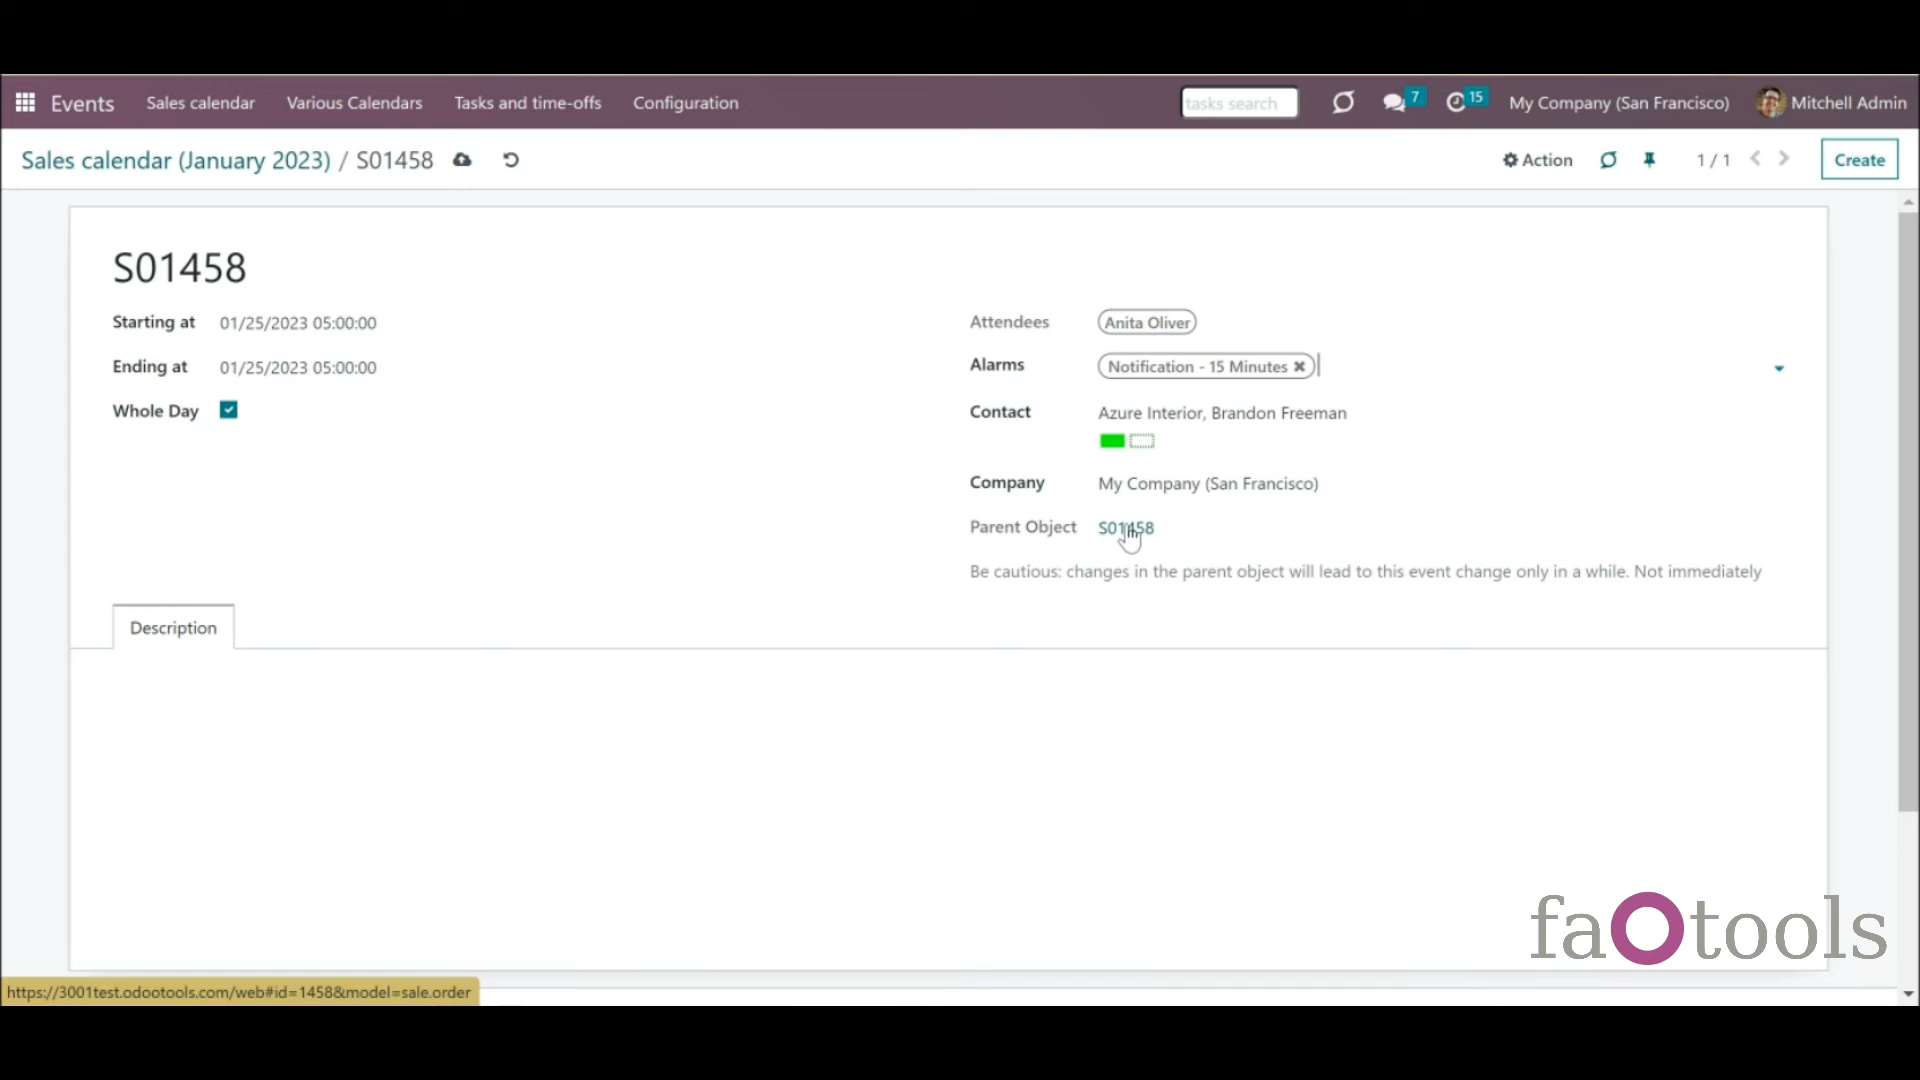 Events Sales calendar Various Calendars Tasks and time-offs Configuration tasks search 7 15 My Company (San Francisco) Mitchell Admin
Sales calendar (January 2023) / S01458 Action 1 / 1 Create
S01458
Starting at 01/25/2023 05:00:00
Ending at 01/25/2023 05:00:00
Whole Day
Attendees Anita Oliver
Alarms Notification - 15 Minutes
Contact Azure Interior, Brandon Freeman
Company My Company (San Francisco)
Parent Object S01458
Be cautious: changes in the parent object will lead to this event change only in a while. Not immediately
Description
faOtools
https://3001test.odootools.com/web#id=1458&model=sale.order